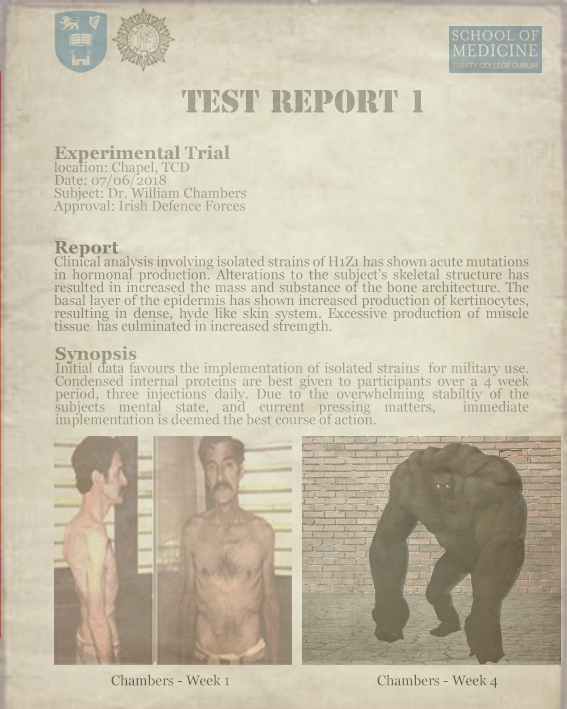 SCHOOL OF
MEDICINE
TRINITY COLLEGE DUBLIN
TEST REPORT 1
Experimental Trial
location: Chapel, TCD
Date: 07/06/2018
Subject: Dr. William Chambers
Approval: Irish Defence Forces
Report
Clinical analysis involving isolated strains of H1Z1 has shown acute mutations
in hormonal production. Alterations to the subject's skeletal structure has
resulted in increased the mass and substance of the bone architecture. The
basal layer of the epidermis has shown increased production of kertinocytes,
resulting in dense, hyde like skin system. Excessive production of muscle
tissue has culminated in increased stremgth.
Synopsis
Initial data favours the implementation of isolated strains for military use.
Condensed internal proteins are best given to participants over a 4 week
period, three injections daily. Due to the overwhelming stabiltiy of the
subjects mental state, and current pressing matters, immediate
implementation is deemed the best course of action.
Chambers - Week 1
Chambers - Week 4